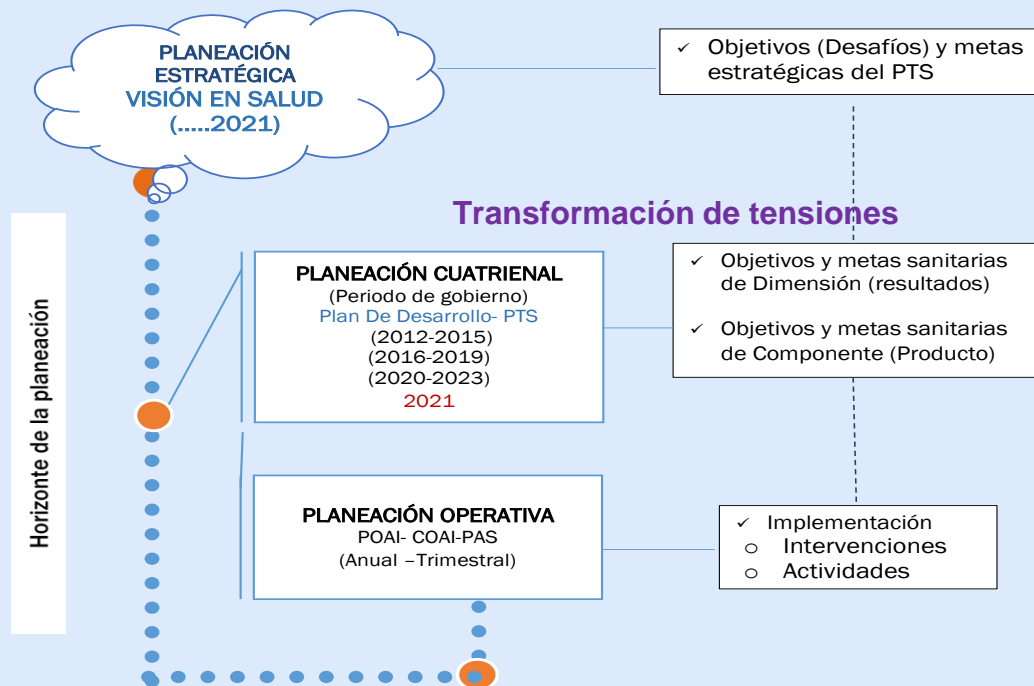 PLANEACIÓN
ESTRATÉGICA
VISIÓN EN SALUD
(.....2021)
✓ Objetivos (Desafíos) y metas
estratégicas del PTS
Transformación de tensiones
Horizonte de la planeación
PLANEACIÓN CUATRIENAL
(Periodo de gobierno)
Plan De Desarrollo- PTS
(2012-2015)
(2016-2019)
(2020-2023)
2021
✓ Objetivos y metas sanitarias
de Dimensión (resultados)
✓ Objetivos y metas sanitarias
de Componente (Producto)
PLANEACIÓN OPERATIVA
POAI- COAI-PAS
(Anual –Trimestral)
✓ Implementación
o Intervenciones
o Actividades